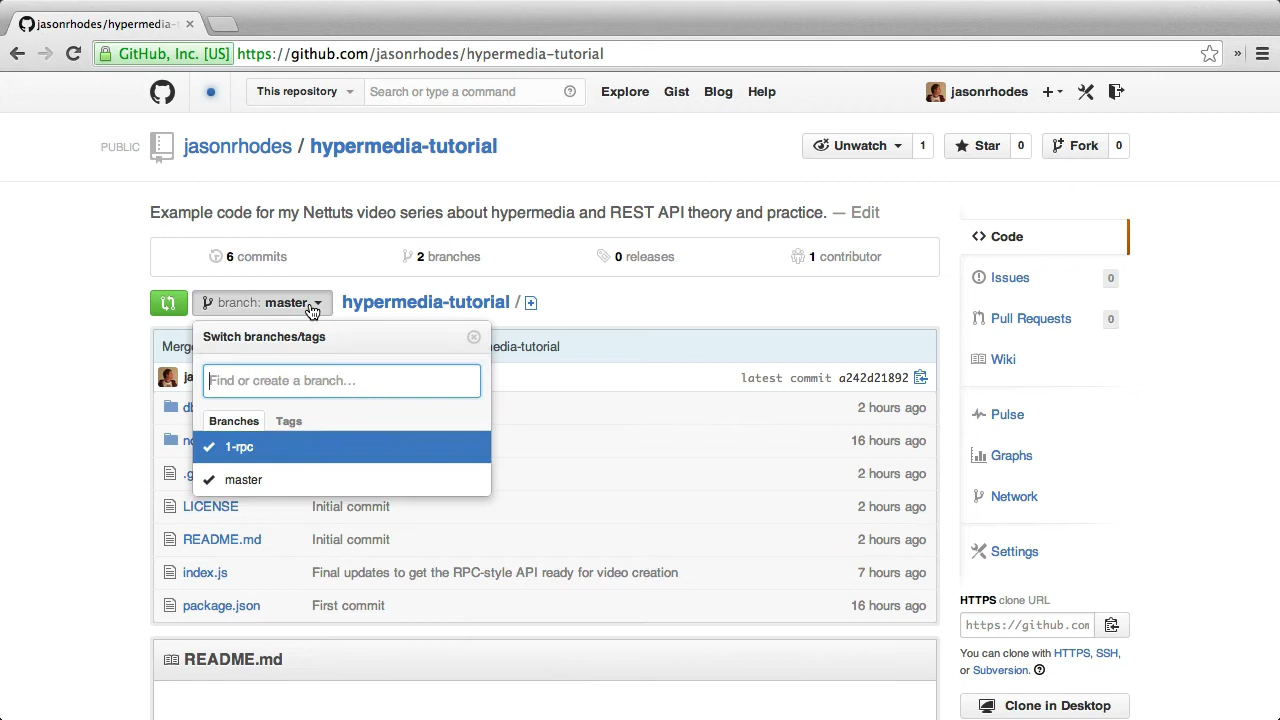 jasonrhodes/hypermedia-
GitHub, Inc. [US] https://github.com/jasonrhodes/hypermedia-tutorial
This repository Search or type a command Explore Gist Blog Help jasonrhodes
PUBLIC jasonrhodes / hypermedia-tutorial Unwatch 1 Star 0 Fork 0
Example code for my Nettuts video series about hypermedia and REST API theory and practice. — Edit
6 commits 2 branches 0 releases 1 contributor
branch: master hypermedia-tutorial /
Switch branches/tags
Find or create a branch…
Branches Tags
1-rpc
master
Merge edia-tutorial
ja latest commit a242d21892
db 2 hours ago
no 16 hours ago
.g 2 hours ago
LICENSE Initial commit 2 hours ago
README.md Initial commit 2 hours ago
index.js Final updates to get the RPC-style API ready for video creation 7 hours ago
package.json First commit 16 hours ago
README.md
Code
Issues 0
Pull Requests 0
Wiki
Pulse
Graphs
Network
Settings
HTTPS clone URL
https://github.com
You can clone with HTTPS, SSH,
or Subversion.
Clone in Desktop